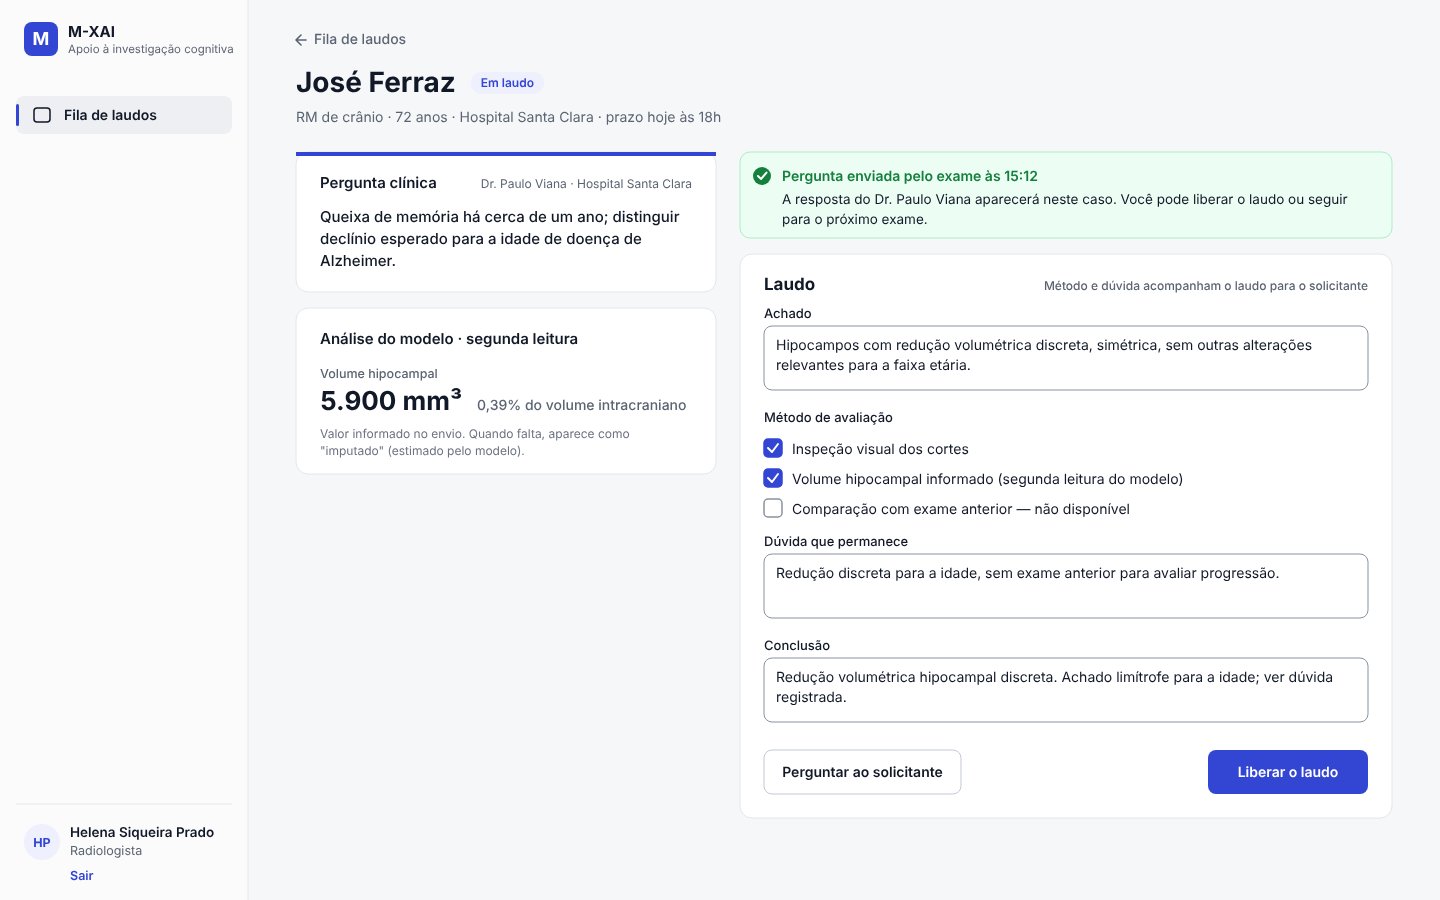 M
M-XAI
Apoio à investigação cognitiva
Fila de laudos
HP
Helena Siqueira Prado
Radiologista
Sair
Fila de laudos
José Ferraz
Em laudo
RM de crânio · 72 anos · Hospital Santa Clara · prazo hoje às 18h
Pergunta clínica
Dr. Paulo Viana · Hospital Santa Clara
Queixa de memória há cerca de um ano; distinguir
declínio esperado para a idade de doença de
Alzheimer.
Análise do modelo · segunda leitura
Volume hipocampal
5.900 mm³
0,39% do volume intracraniano
Valor informado no envio. Quando falta, aparece como
"imputado" (estimado pelo modelo).
Pergunta enviada pelo exame às 15:12
A resposta do Dr. Paulo Viana aparecerá neste caso. Você pode liberar o laudo ou seguir
para o próximo exame.
Laudo
Método e dúvida acompanham o laudo para o solicitante
Achado
Hipocampos com redução volumétrica discreta, simétrica, sem outras alterações
relevantes para a faixa etária.
Método de avaliação
Inspeção visual dos cortes
Volume hipocampal informado (segunda leitura do modelo)
Comparação com exame anterior — não disponível
Dúvida que permanece
Redução discreta para a idade, sem exame anterior para avaliar progressão.
Conclusão
Redução volumétrica hipocampal discreta. Achado limítrofe para a idade; ver dúvida
registrada.
Perguntar ao solicitante
Liberar o laudo